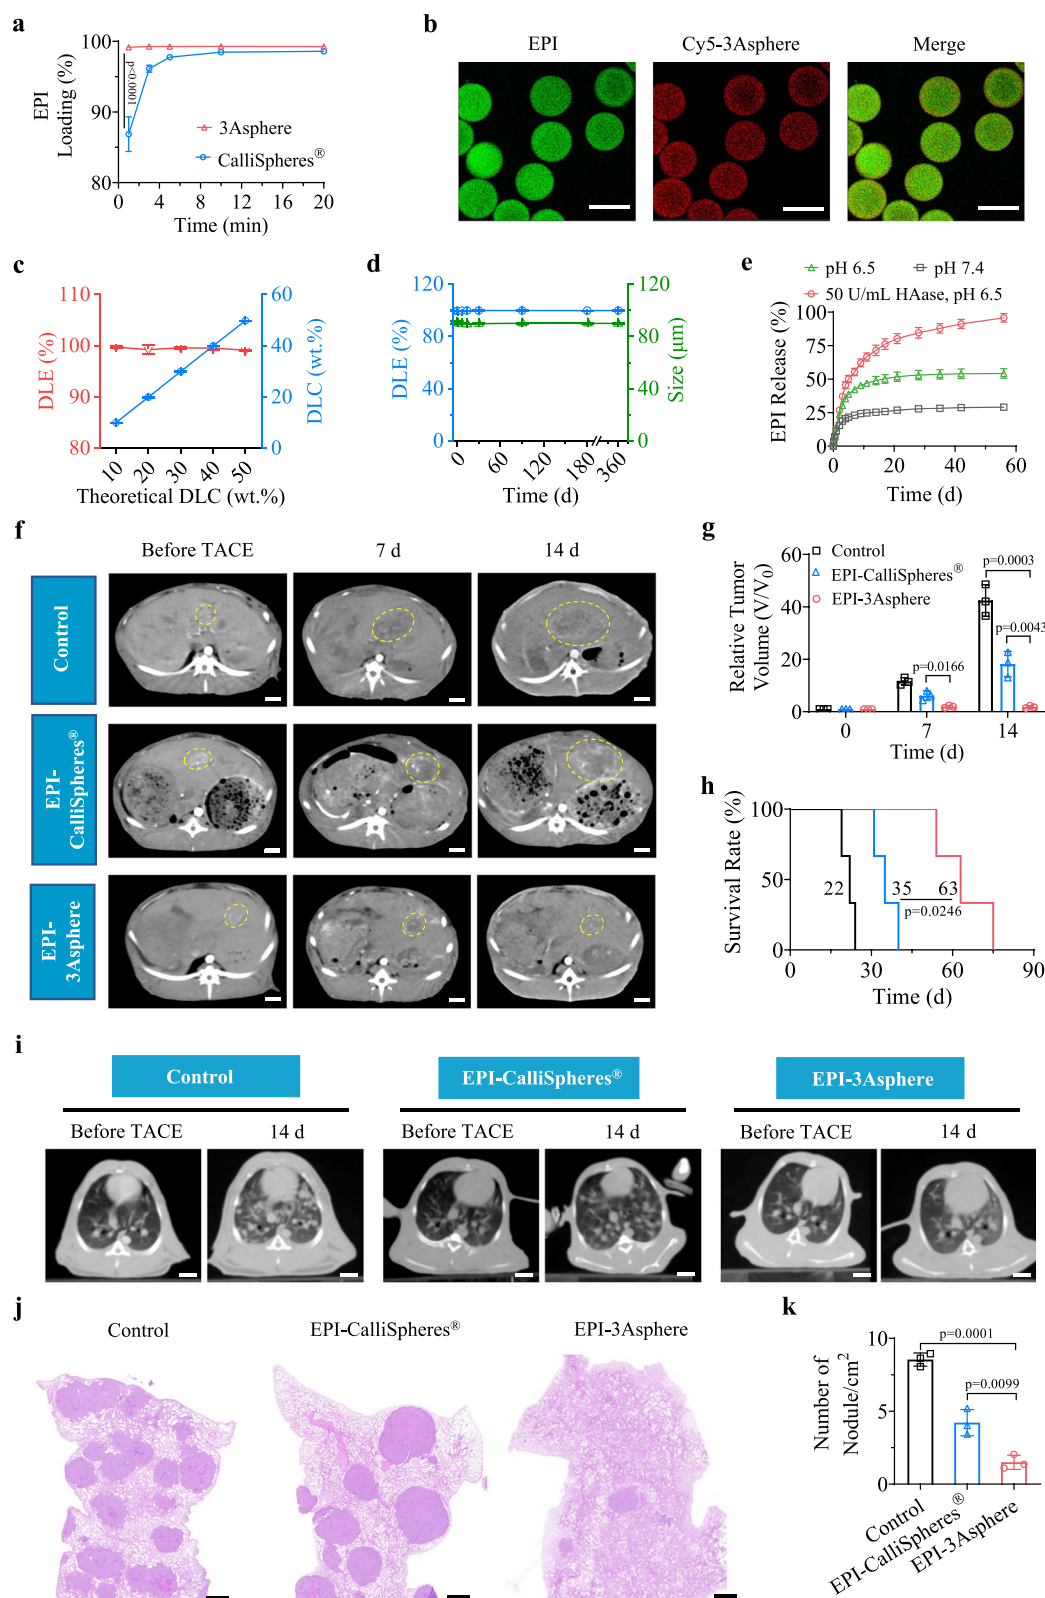 a
100
90
80
EPI
Loading (%)
p<0.0001
3Asphere
CalliSpheres®
0 4 8 12 16 20
Time (min)
b
EPI Cy5-3Asphere Merge
c
110
100
90
80
DLE (%)
60
40
20
0
DLC (wt.%)
10 20 30 40 50
Theoretical DLC (wt.%)
d
120
80
40
0
DLE (%)
120
80
40
0
Size (µm)
0 60 120 180 360
Time (d)
e
pH 6.5 pH 7.4
50 U/mL HAase, pH 6.5
100
75
50
25
0
EPI Release (%)
0 20 40 60
Time (d)
f
Before TACE 7 d 14 d
Control
EPI-
CalliSpheres®
EPI-
3Asphere
g
60
40
20
0
Relative Tumor
Volume (V/V0)
Control
EPI-CalliSpheres®
EPI-3Asphere
p=0.0003
p=0.0043
p=0.0166
0 7 14
Time (d)
h
100
50
0
Survival Rate (%)
22 35 63
p=0.0246
0 30 60 90
Time (d)
i
Control EPI-CalliSpheres® EPI-3Asphere
Before TACE 14 d Before TACE 14 d Before TACE 14 d
j
Control EPI-CalliSpheres® EPI-3Asphere
k
10
5
0
Number of
Nodule/cm²
p=0.0001
p=0.0099
Control
EPI-CalliSpheres®
EPI-3Asphere